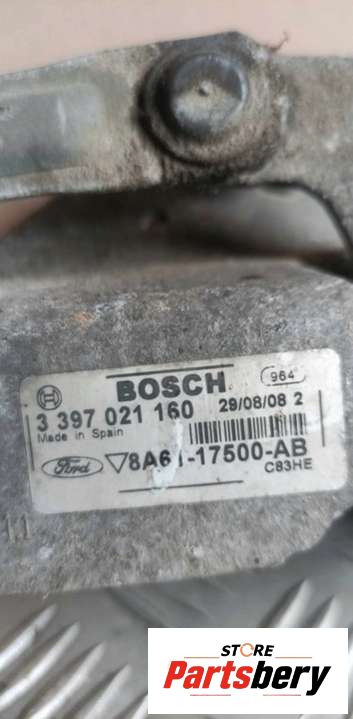 BOSCH 964
3 397 021 160 29/08/08 2
Made in Spain
Ford 8A61-17500-AB
C83HE
STORE
Partsbery